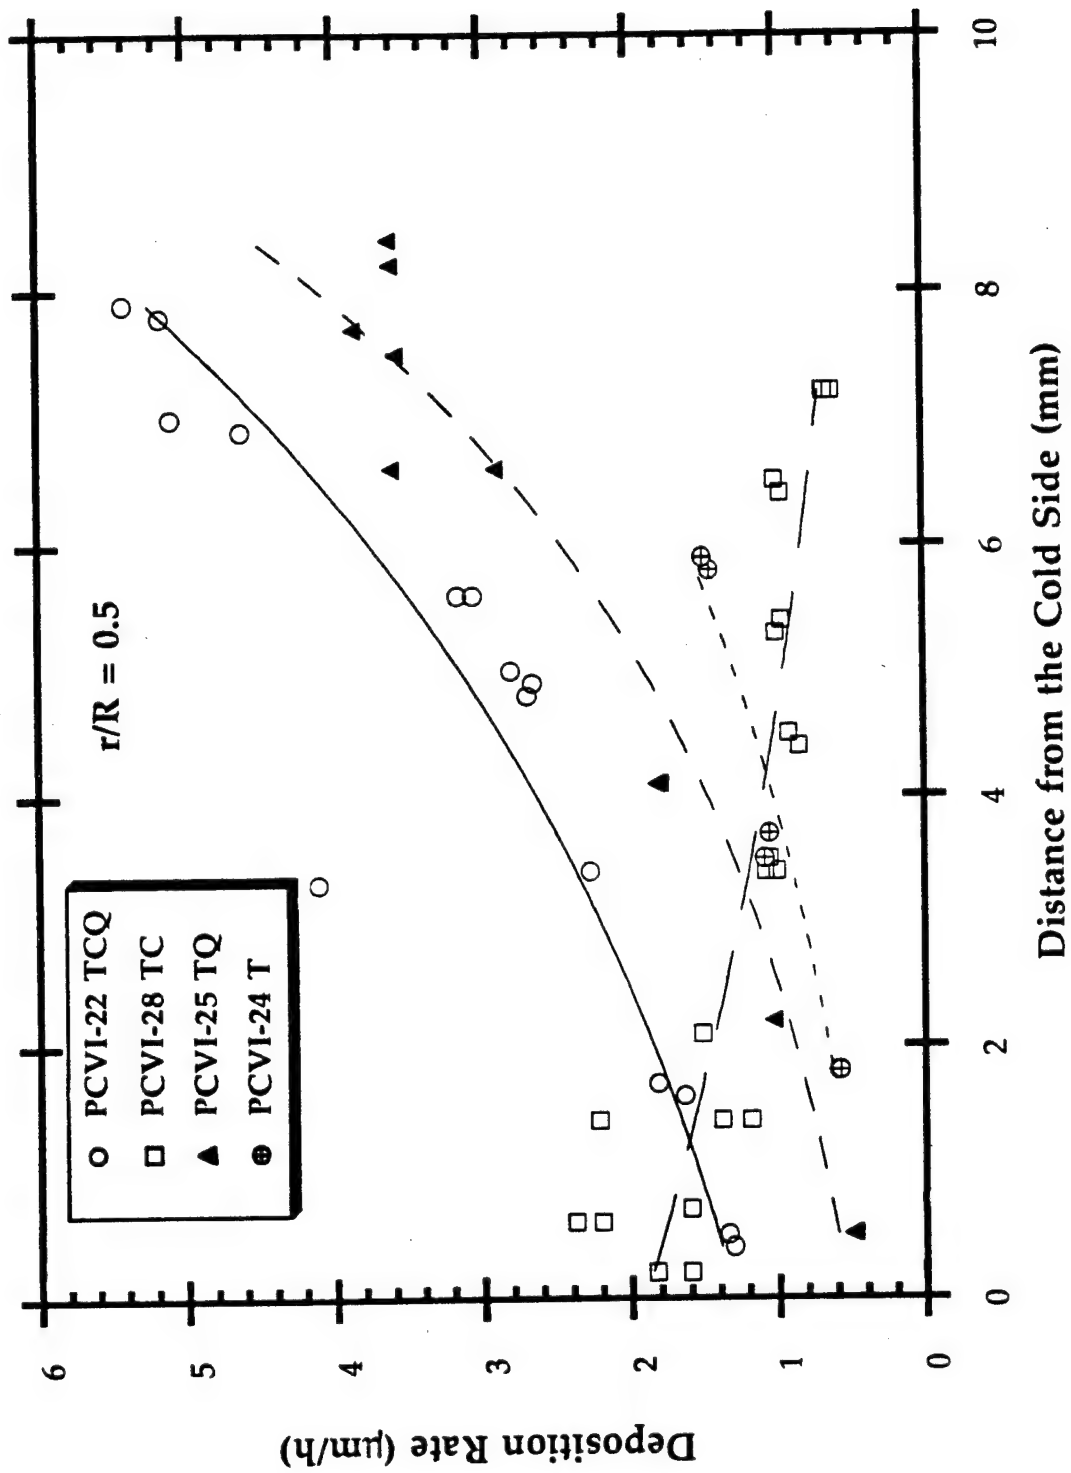 r/R = 0.5
PCVI-22 TCQ
PCVI-28 TC
PCVI-25 TQ
PCVI-24 T
6
5
4
3
2
1
0
Deposition Rate (µm/h)
0
2
4
6
8
10
Distance from the Cold Side (mm)